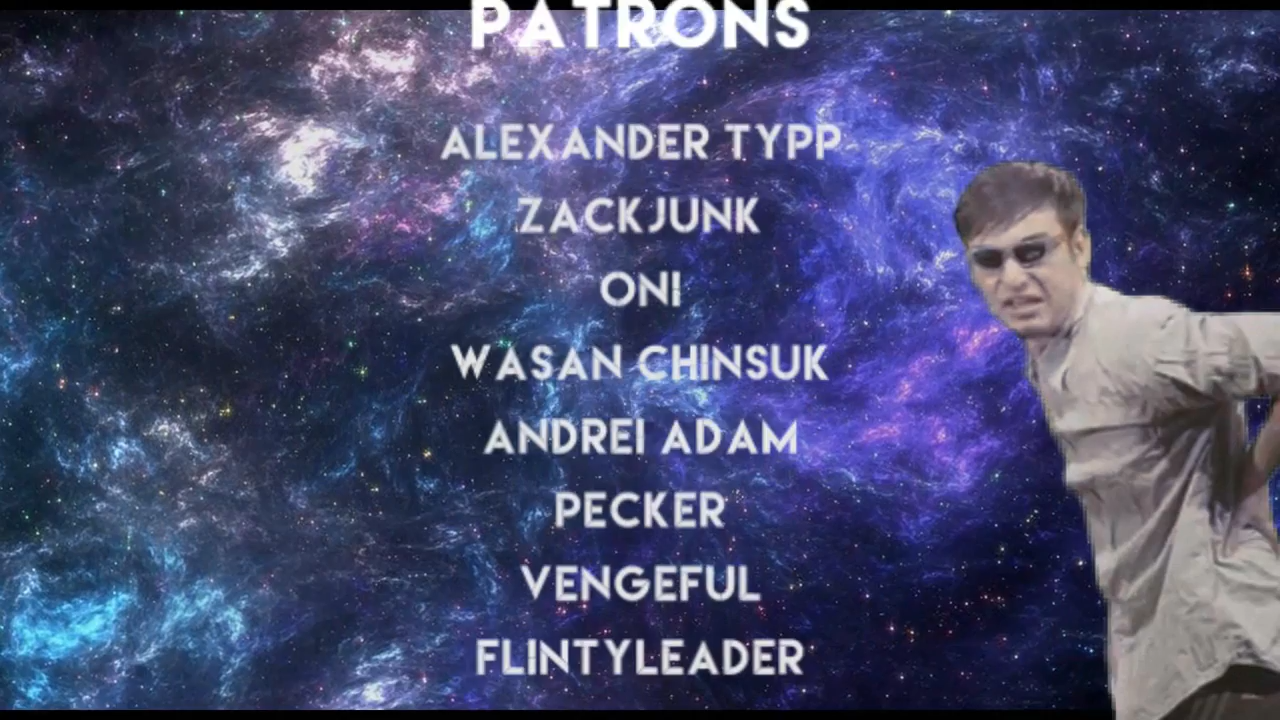 PATRONS
ALEXANDER TYPP
ZACKJUNK
ONI
WASAN CHINSUK
ANDREI ADAM
PECKER
VENGEFUL
FLINTYLEADER